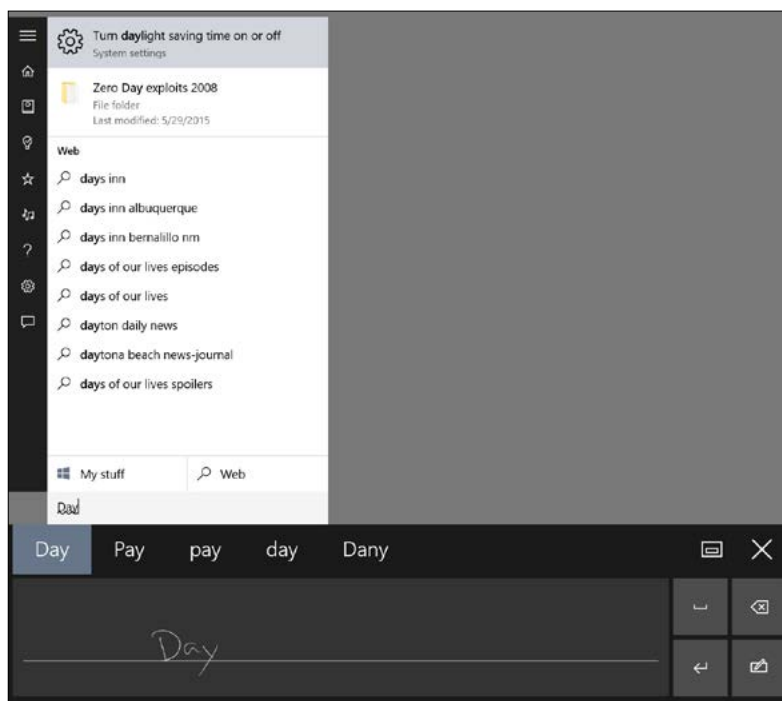 Turn daylight saving time on or off
System settings
Zero Day exploits 2008
File folder
Last modified: 5/29/2015
Web
days inn
days inn albuquerque
days inn bernalillo nm
days of our lives episodes
days of our lives
dayton daily news
daytona beach news-journal
days of our lives spoilers
My stuff Web
Day
Day Pay pay day Dany
Day